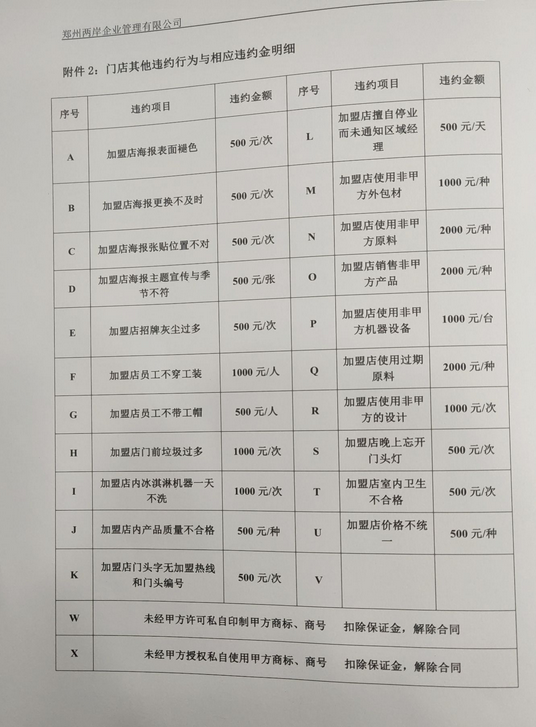 郑州两岸企业管理有限公司
附件 2：门店其他违约行为与相应违约金明细
序号 违约项目 违约金额 序号 违约项目 违约金额
A 加盟店海报表面褪色 500 元/次 L 加盟店擅自停业而未通知区域经理 500 元/天
B 加盟店海报更换不及时 500 元/次 M 加盟店使用非甲方外包材 1000 元/种
C 加盟店海报张贴位置不对 500 元/次 N 加盟店使用非甲方原料 2000 元/种
D 加盟店海报主题宣传与季节不符 500 元/张 O 加盟店销售非甲方产品 2000 元/种
E 加盟店招牌灰尘过多 500 元/次 P 加盟店使用非甲方机器设备 1000 元/台
F 加盟店员工不穿工装 1000 元/人 Q 加盟店使用过期原料 2000 元/种
G 加盟店员工不带工帽 500 元/人 R 加盟店使用非甲方的设计 1000 元/次
H 加盟店门前垃圾过多 1000 元/次 S 加盟店晚上忘开门头灯 500 元/次
I 加盟店内冰淇淋机器一天不洗 1000 元/次 T 加盟店室内卫生不合格 500 元/次
J 加盟店内产品质量不合格 500 元/种 U 加盟店价格不统一 500 元/种
K 加盟店门头字无加盟热线和门头编号 500 元/次 V
W 未经甲方许可私自印制甲方商标、商号 扣除保证金，解除合同
X 未经甲方授权私自使用甲方商标、商号 扣除保证金，解除合同